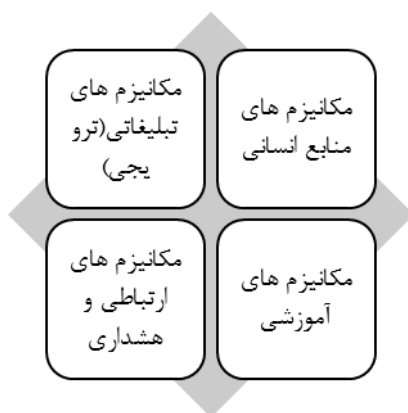 مکانیزم های
منابع انسانی
مکانیزم های
تبلیغاتی(ترو
یجی)
مکانیزم های
آموزشی
مکانیزم های
ارتباطی و
هشداری